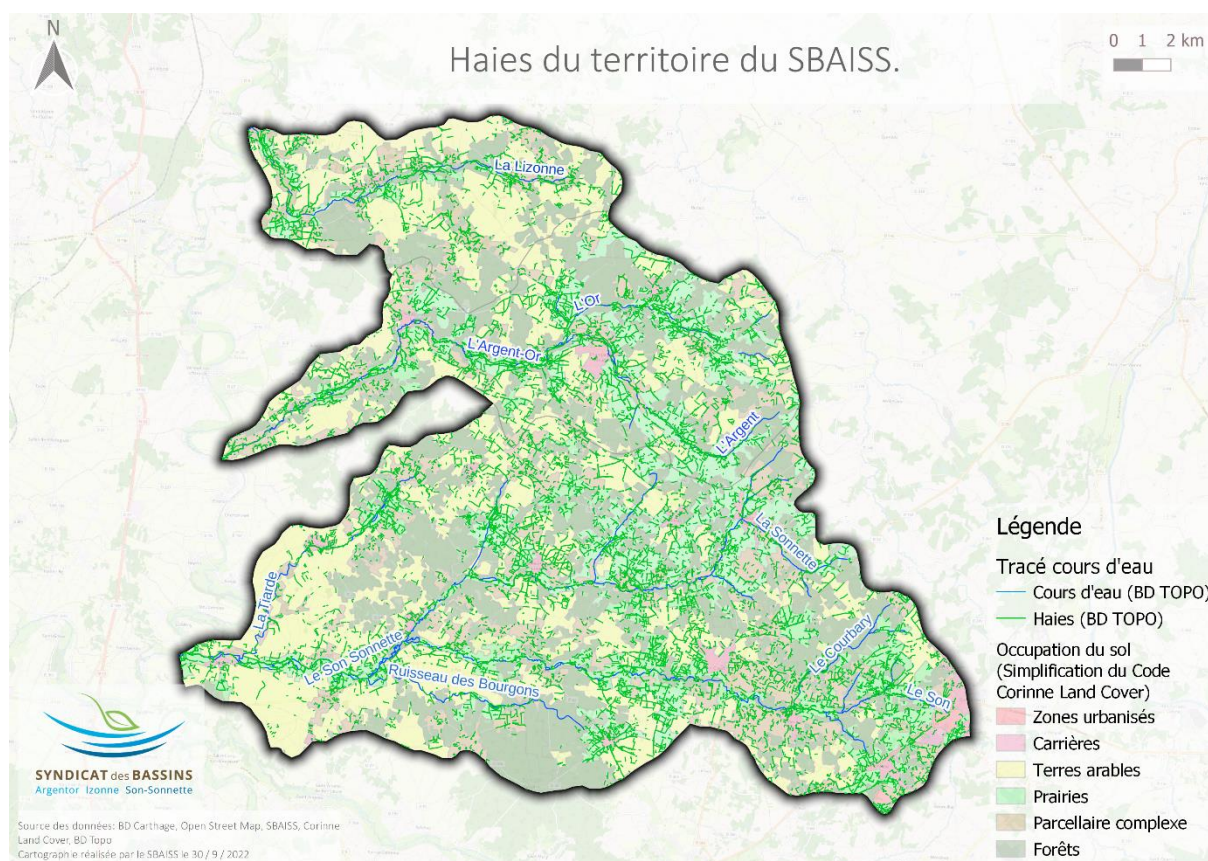 N
Haies du territoire du SBAISS.
0 1 2 km
La Lizonne
L'Or
L'Argent-Or
L'Argent
La Sonnette
La Tiarde
Le Son Sonnette
Ruisseau des Bourgons
Le Courbary
Le Son
Légende
Tracé cours d'eau
Cours d'eau (BD TOPO)
Haies (BD TOPO)
Occupation du sol
(Simplification du Code
Corinne Land Cover)
Zones urbanisés
Carrières
Terres arables
Prairies
Parcellaire complexe
Forêts
SYNDICAT des BASSINS
Argentor Izonne Son-Sonnette
Source des données: BD Carthage, Open Street Map, SBAISS, Corinne
Land Cover, BD Topo
Cartographie réalisée par le SBAISS le 30 / 9 / 2022